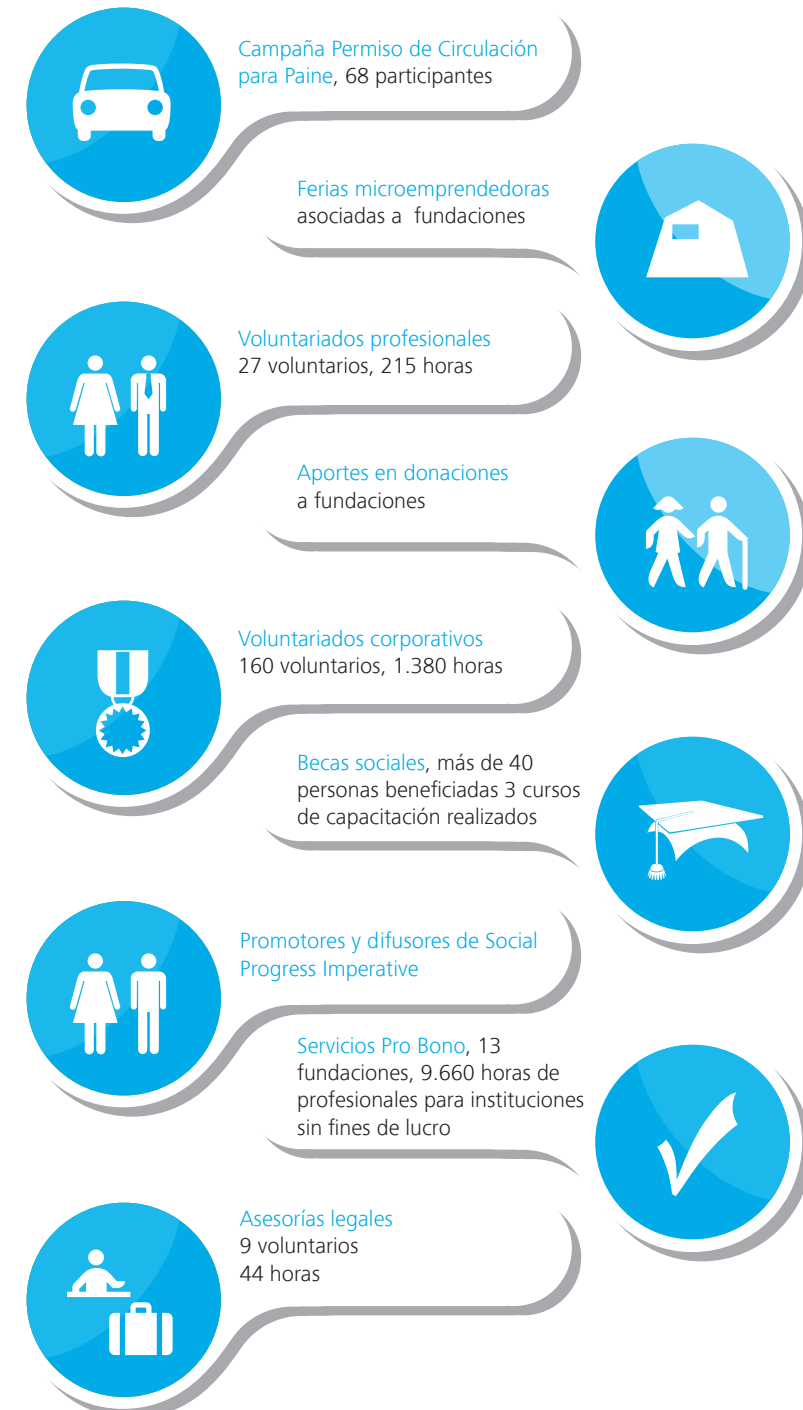 Campaña Permiso de Circulación
para Paine, 68 participantes
Ferias microemprendedoras
asociadas a fundaciones
Voluntariados profesionales
27 voluntarios, 215 horas
Aportes en donaciones
a fundaciones
Voluntariados corporativos
160 voluntarios, 1.380 horas
Becas sociales, más de 40
personas beneficiadas 3 cursos
de capacitación realizados
Promotores y difusores de Social
Progress Imperative
Servicios Pro Bono, 13
fundaciones, 9.660 horas de
profesionales para instituciones
sin fines de lucro
Asesorías legales
9 voluntarios
44 horas